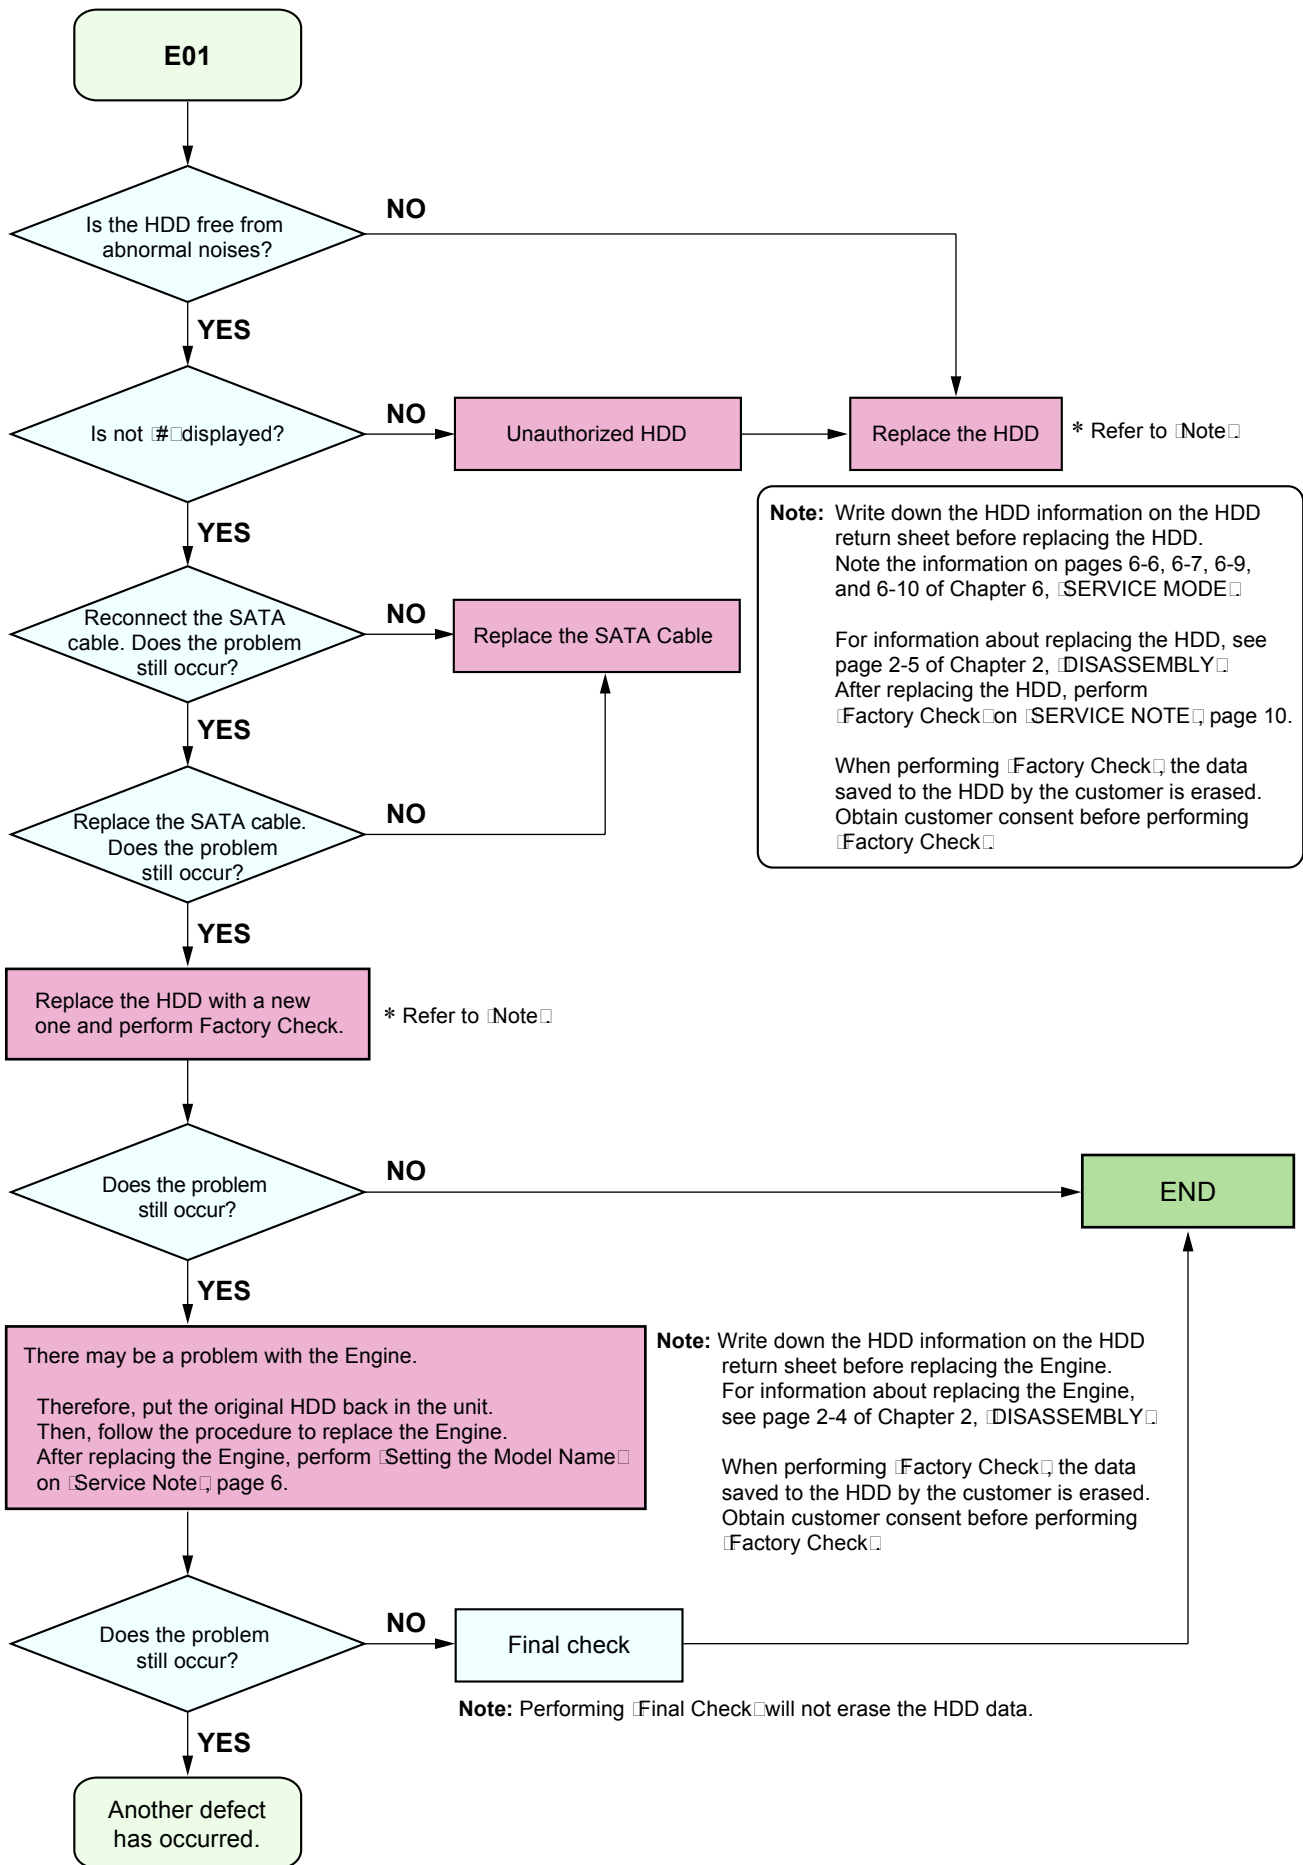 E01
Is the HDD free from
abnormal noises?
NO
YES
Is not "#" displayed?
NO
Unauthorized HDD
Replace the HDD
* Refer to "Note".
YES
Note: Write down the HDD information on the HDD
return sheet before replacing the HDD.
Note the information on pages 6-6, 6-7, 6-9,
and 6-10 of Chapter 6, "SERVICE MODE".
For information about replacing the HDD, see
page 2-5 of Chapter 2, "DISASSEMBLY".
After replacing the HDD, perform
"Factory Check" on "SERVICE NOTE", page 10.
When performing "Factory Check", the data
saved to the HDD by the customer is erased.
Obtain customer consent before performing
"Factory Check".
Reconnect the SATA
cable. Does the problem
still occur?
NO
Replace the SATA Cable
YES
Replace the SATA cable.
Does the problem
still occur?
NO
YES
Replace the HDD with a new
one and perform Factory Check.
* Refer to "Note".
Does the problem
still occur?
NO
END
YES
There may be a problem with the Engine.
Therefore, put the original HDD back in the unit.
Then, follow the procedure to replace the Engine.
After replacing the Engine, perform "Setting the Model Name"
on "Service Note", page 6.
Note: Write down the HDD information on the HDD
return sheet before replacing the Engine.
For information about replacing the Engine,
see page 2-4 of Chapter 2, "DISASSEMBLY".
When performing "Factory Check", the data
saved to the HDD by the customer is erased.
Obtain customer consent before performing
"Factory Check".
Does the problem
still occur?
NO
Final check
Note: Performing "Final Check" will not erase the HDD data.
YES
Another defect
has occurred.